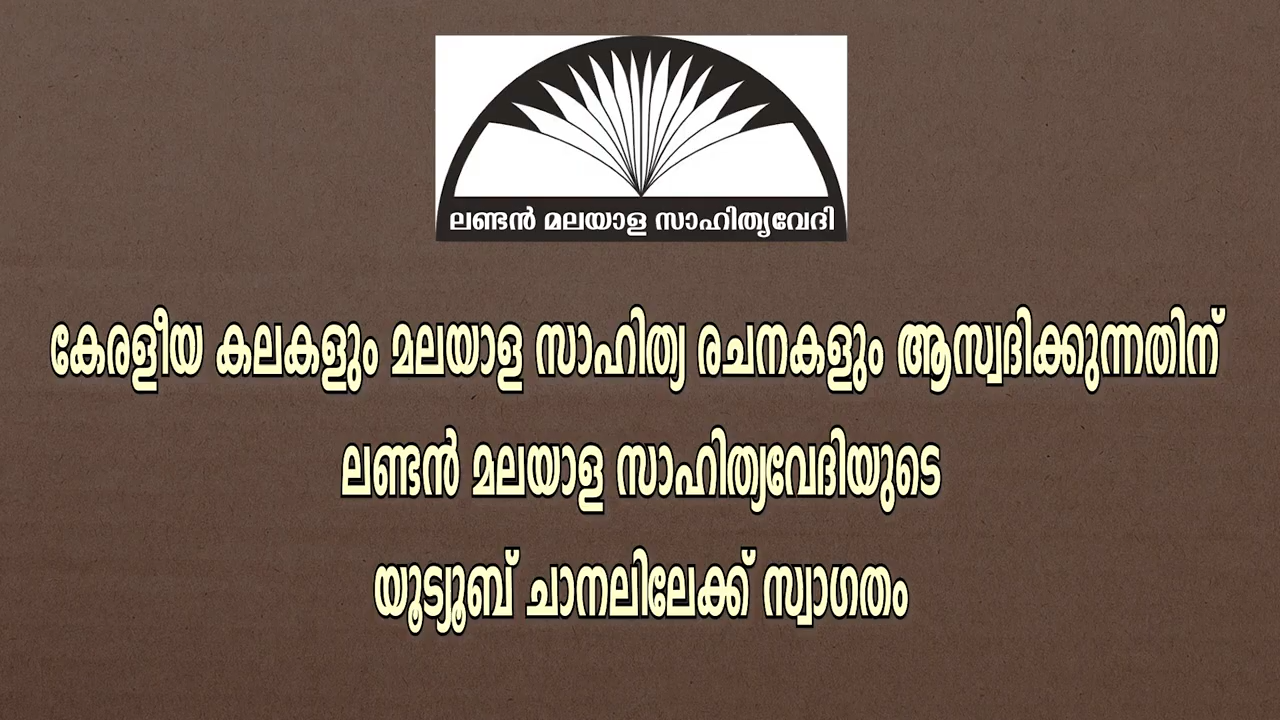 ലണ്ടൻ മലയാള സാഹിത്യവേദി
കേരളീയ കലകളും മലയാള സാഹിത്യ രചനകളും ആസ്വദിക്കുന്നതിന്
ലണ്ടൻ മലയാള സാഹിത്യവേദിയുടെ
യൂട്യൂബ് ചാനലിലേക്ക് സ്വാഗതം